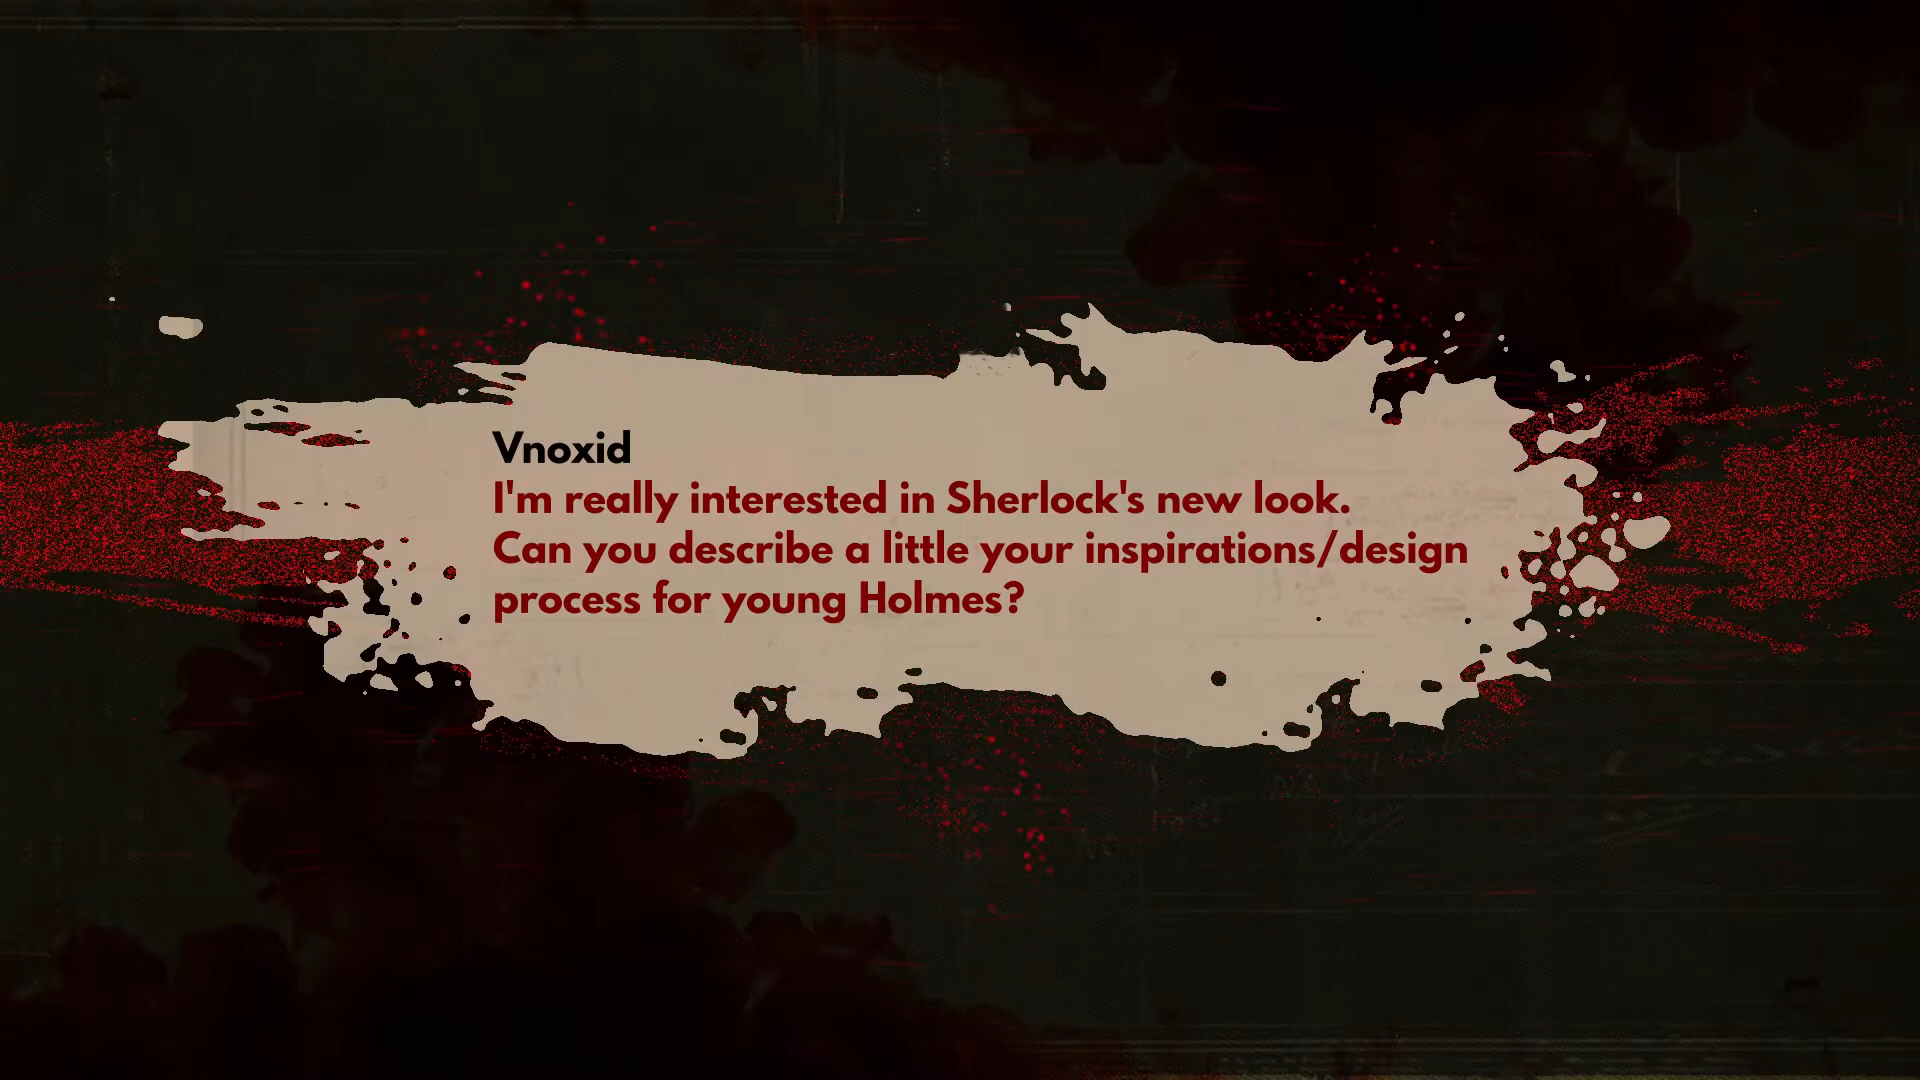 Vnoxid
I'm really interested in Sherlock's new look.
Can you describe a little your inspirations/design
process for young Holmes?